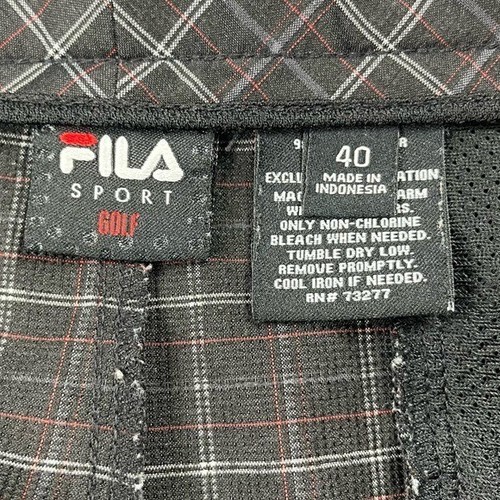 FILA
SPORT
GOLF
40
MADE IN
INDONESIA
ONLY NON-CHLORINE
BLEACH WHEN NEEDED.
TUMBLE DRY LOW.
REMOVE PROMPTLY.
COOL IRON IF NEEDED.
RN# 73277